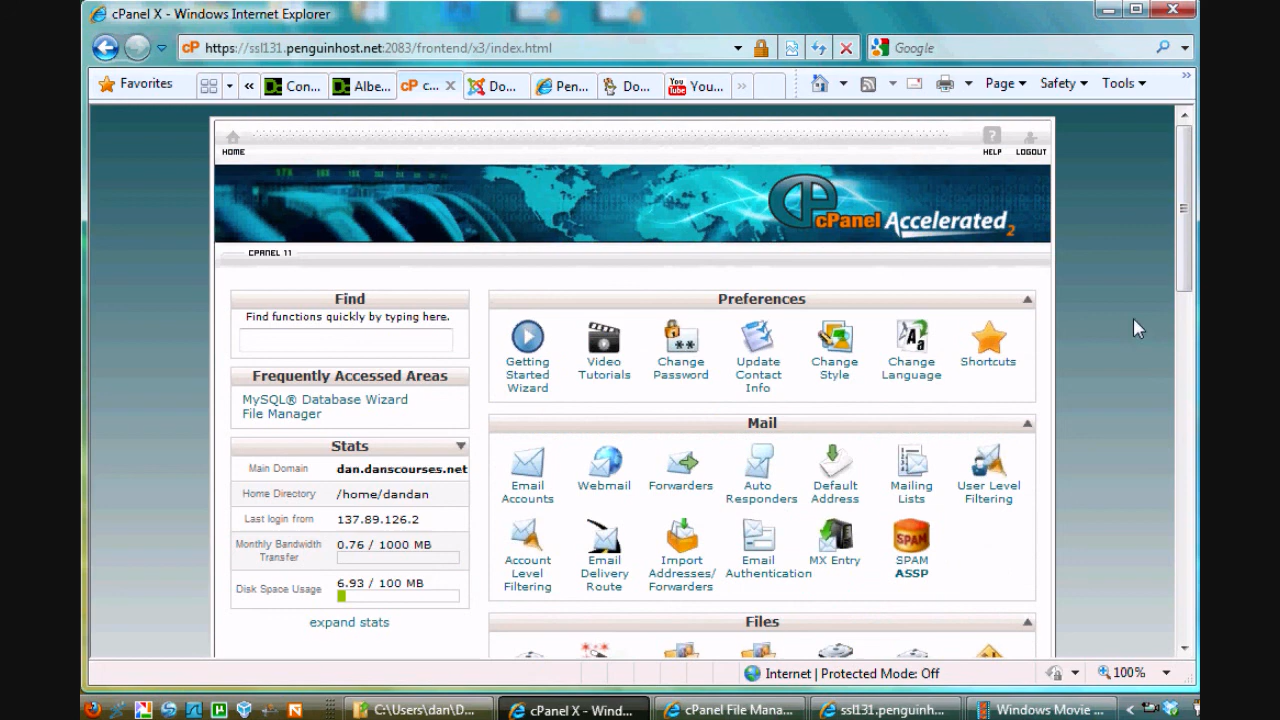 cPanel X - Windows Internet Explorer
https://ssl131.penguinhost.net:2083/frontend/x3/index.html
Google
Favorites
Con...
Albe...
c...
Do...
Pen...
Do...
You...
Page
Safety
Tools
HOME
HELP
LOGOUT
cPanel Accelerated2
CPANEL 11
Find
Find functions quickly by typing here.
Frequently Accessed Areas
MySQL® Database Wizard
File Manager
Stats
Main Domain dan.danscourses.net
Home Directory /home/dandan
Last login from 137.89.126.2
Monthly Bandwidth Transfer 0.76 / 1000 MB
Disk Space Usage 6.93 / 100 MB
expand stats
Preferences
Getting Started Wizard
Video Tutorials
Change Password
Update Contact Info
Change Style
Change Language
Shortcuts
Mail
Email Accounts
Webmail
Forwarders
Auto Responders
Default Address
Mailing Lists
User Level Filtering
Account Level Filtering
Email Delivery Route
Import Addresses/ Forwarders
Email Authentication
MX Entry
SPAM
SPAM ASSP
Files
Internet | Protected Mode: Off
100%
C:\Users\dan\D...
cPanel X - Wind...
cPanel File Mana...
ssl131.penguinh...
Windows Movie ...